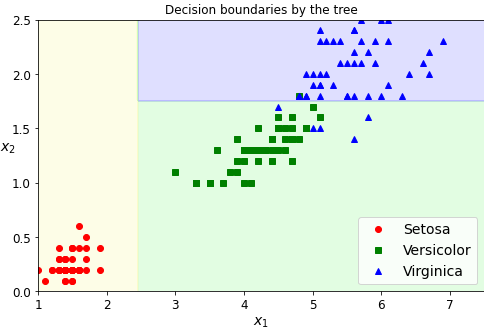 Decision boundaries by the tree
2.5
2.0
1.5
x₂
1.0
0.5
0.0
Setosa
Versicolor
Virginica
1 2 3 4 5 6 7
x₁